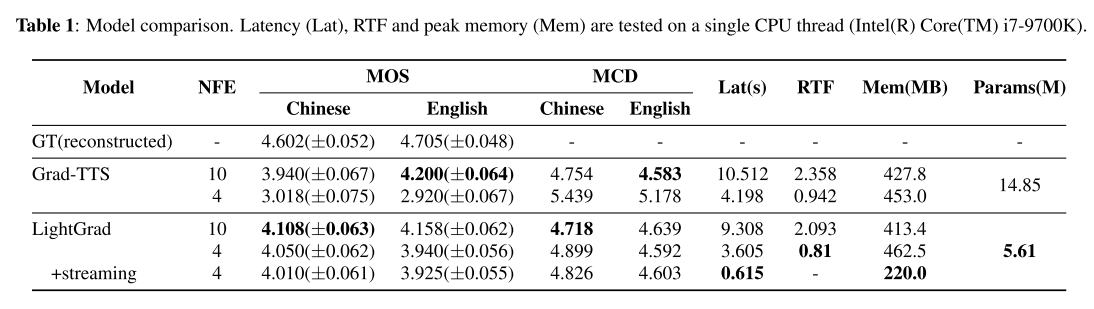 Table 1: Model comparison. Latency (Lat), RTF and peak memory (Mem) are tested on a single CPU thread (Intel(R) Core(TM) i7-9700K).
Model NFE MOS MCD Lat(s) RTF Mem(MB) Params(M)
Chinese English Chinese English
GT(reconstructed) - 4.602(±0.052) 4.705(±0.048) - - - - - -
Grad-TTS 10 3.940(±0.067) 4.200(±0.064) 4.754 4.583 10.512 2.358 427.8 14.85
4 3.018(±0.075) 2.920(±0.067) 5.439 5.178 4.198 0.942 453.0
LightGrad 10 4.108(±0.063) 4.158(±0.062) 4.718 4.639 9.308 2.093 413.4
4 4.050(±0.062) 3.940(±0.056) 4.899 4.592 3.605 0.81 462.5 5.61
+streaming 4 4.010(±0.061) 3.925(±0.055) 4.826 4.603 0.615 - 220.0